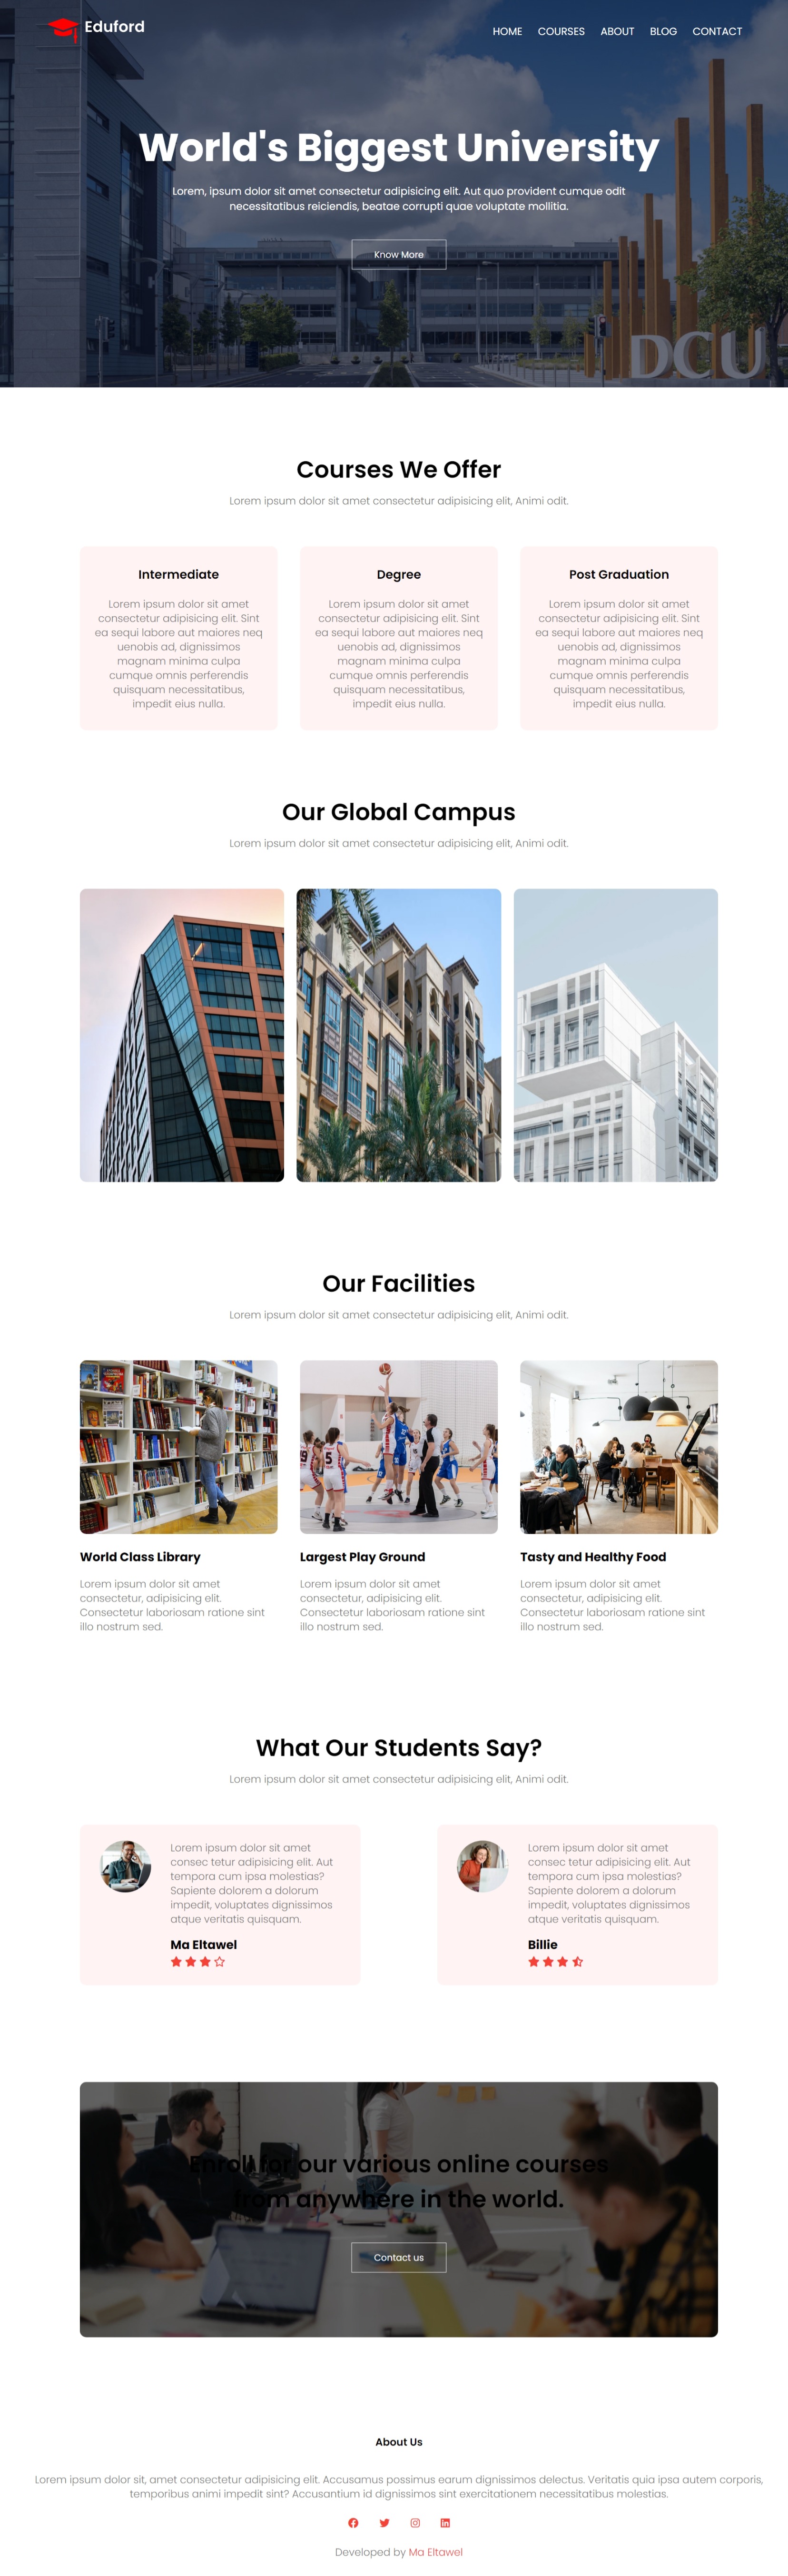 Eduford
HOME COURSES ABOUT BLOG CONTACT
World's Biggest University
Lorem, ipsum dolor sit amet consectetur adipisicing elit. Aut quo provident cumque odit
necessitatibus reiciendis, beatae corrupti quae voluptate mollitia.
Know More
DCU
Courses We Offer
Lorem ipsum dolor sit amet consectetur adipisicing elit, Animi odit.
Intermediate
Lorem ipsum dolor sit amet
consectetur adipisicing elit. Sint
ea sequi labore aut maiores neq
uenobis ad, dignissimos
magnam minima culpa
cumque omnis perferendis
quisquam necessitatibus,
impedit eius nulla.
Degree
Lorem ipsum dolor sit amet
consectetur adipisicing elit. Sint
ea sequi labore aut maiores neq
uenobis ad, dignissimos
magnam minima culpa
cumque omnis perferendis
quisquam necessitatibus,
impedit eius nulla.
Post Graduation
Lorem ipsum dolor sit amet
consectetur adipisicing elit. Sint
ea sequi labore aut maiores neq
uenobis ad, dignissimos
magnam minima culpa
cumque omnis perferendis
quisquam necessitatibus,
impedit eius nulla.
Our Global Campus
Lorem ipsum dolor sit amet consectetur adipisicing elit, Animi odit.
Our Facilities
Lorem ipsum dolor sit amet consectetur adipisicing elit, Animi odit.
5
World Class Library
Lorem ipsum dolor sit amet
consectetur, adipisicing elit.
Consectetur laboriosam ratione sint
illo nostrum sed.
Largest Play Ground
Lorem ipsum dolor sit amet
consectetur, adipisicing elit.
Consectetur laboriosam ratione sint
illo nostrum sed.
Tasty and Healthy Food
Lorem ipsum dolor sit amet
consectetur, adipisicing elit.
Consectetur laboriosam ratione sint
illo nostrum sed.
What Our Students Say?
Lorem ipsum dolor sit amet consectetur adipisicing elit, Animi odit.
Lorem ipsum dolor sit amet
consec tetur adipisicing elit. Aut
tempora cum ipsa molestias?
Sapiente dolorem a dolorum
impedit, voluptates dignissimos
atque veritatis quisquam.
Ma Eltawel
Lorem ipsum dolor sit amet
consec tetur adipisicing elit. Aut
tempora cum ipsa molestias?
Sapiente dolorem a dolorum
impedit, voluptates dignissimos
atque veritatis quisquam.
Billie
Enroll for our various online courses
from anywhere in the world.
Contact us
About Us
Lorem ipsum dolor sit, amet consectetur adipisicing elit. Accusamus possimus earum dignissimos delectus. Veritatis quia ipsa autem corporis,
temporibus animi impedit sint? Accusantium id dignissimos sint exercitationem necessitatibus molestias.
Developed by Ma Eltawel